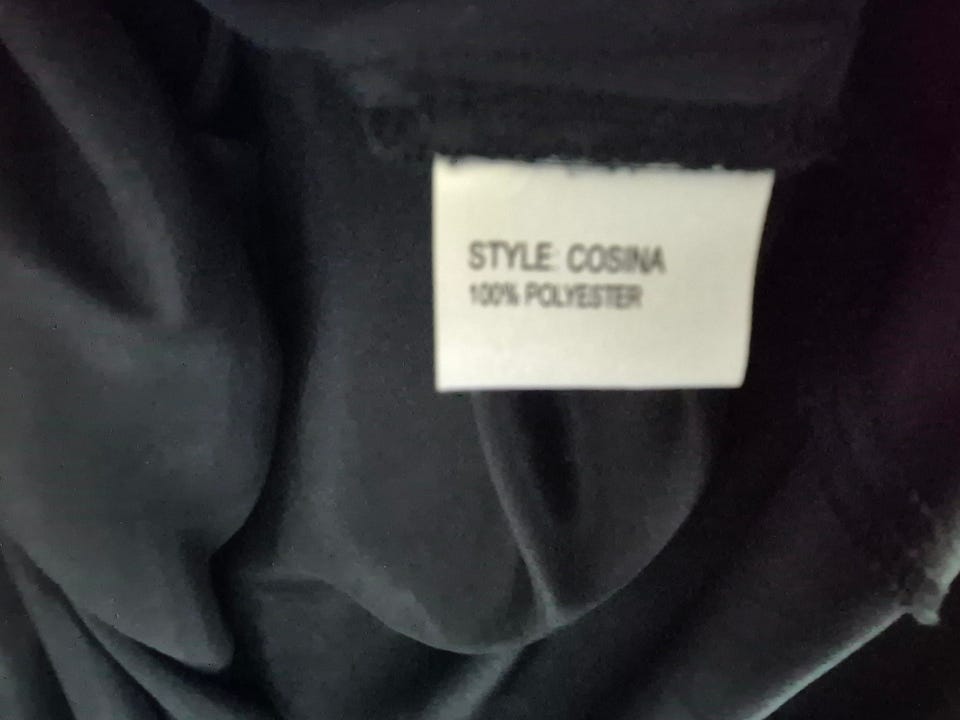 STYLE: COSINA
100% POLYESTER